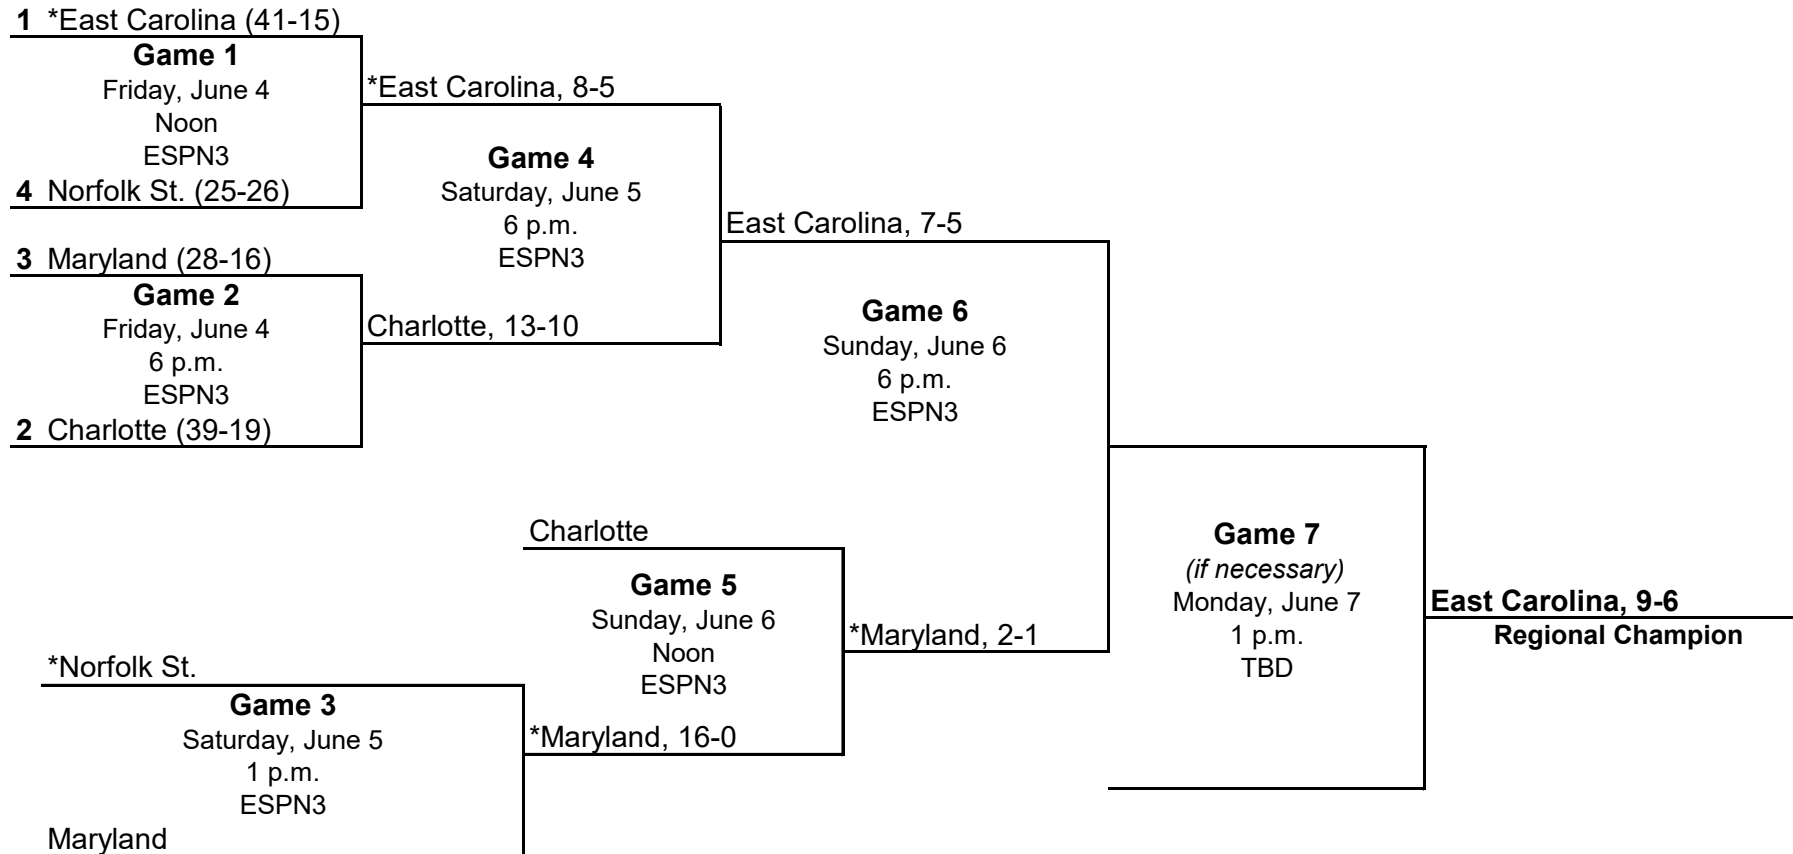 1 *East Carolina (41-15)
Game 1
Friday, June 4
Noon
ESPN3
4 Norfolk St. (25-26)
3 Maryland (28-16)
Game 2
Friday, June 4
6 p.m.
ESPN3
2 Charlotte (39-19)
*East Carolina, 8-5
Game 4
Saturday, June 5
6 p.m.
ESPN3
Charlotte, 13-10
East Carolina, 7-5
Game 6
Sunday, June 6
6 p.m.
ESPN3
Charlotte
Game 5
Sunday, June 6
Noon
ESPN3
*Maryland, 16-0
*Maryland, 2-1
*Norfolk St.
Game 3
Saturday, June 5
1 p.m.
ESPN3
Maryland
Game 7
(if necessary)
Monday, June 7
1 p.m.
TBD
East Carolina, 9-6
Regional Champion